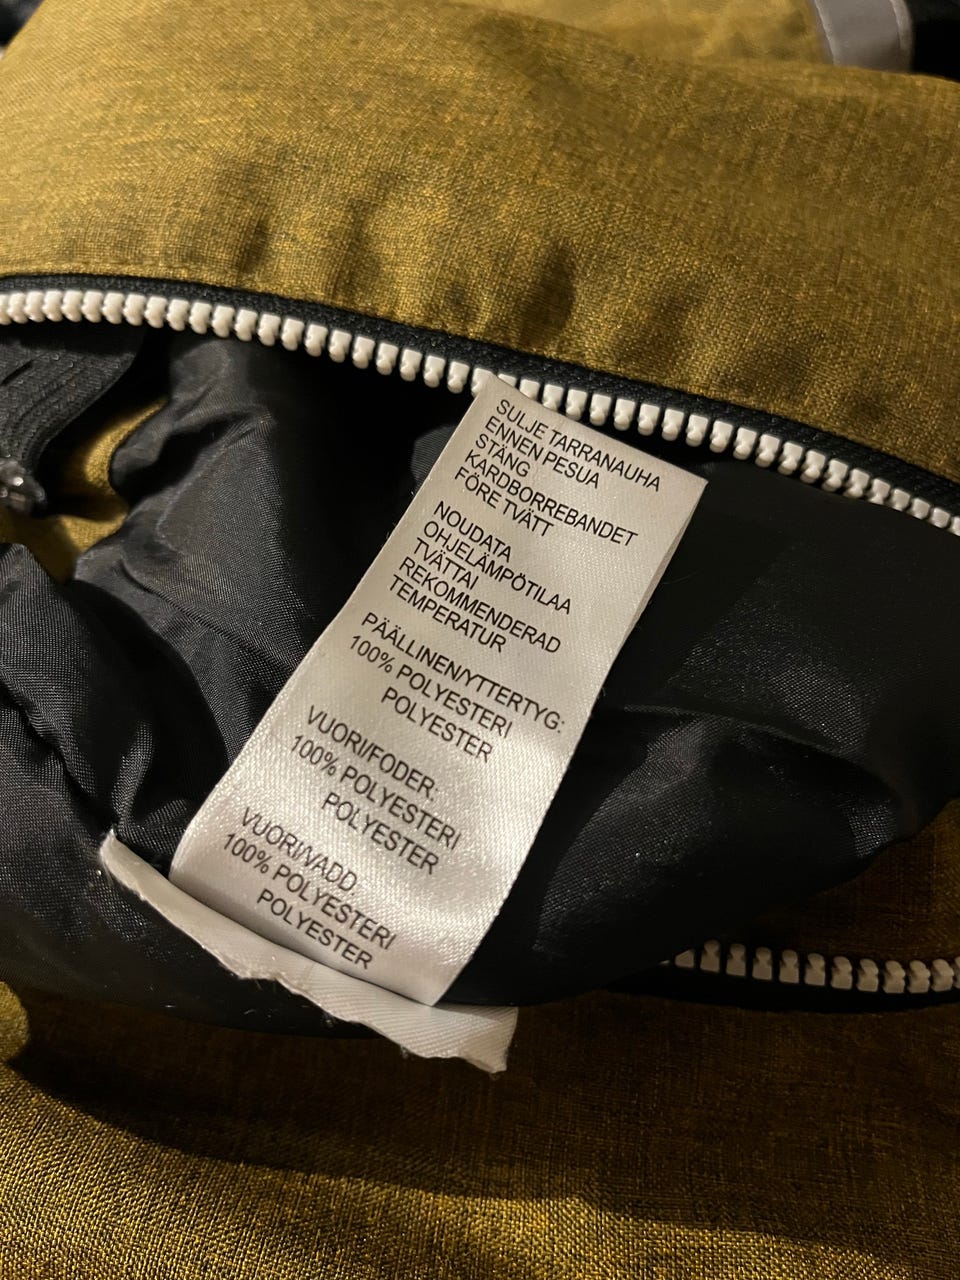 SULJE TARRANAUHA
ENNEN PESUA
STÄNG
KARDBORREBANDET
FÖRE TVÄTT
NOUDATA
OHJELÄMPÖTILAA
TVÄTTAI
REKOMMENDERAD
TEMPERATUR
PÄÄLLINEN/YTTERTYG:
100% POLYESTERI
POLYESTER
VUORI/FODER:
100% POLYESTERI
POLYESTER
VUORI/VADD
100% POLYESTERI
POLYESTER